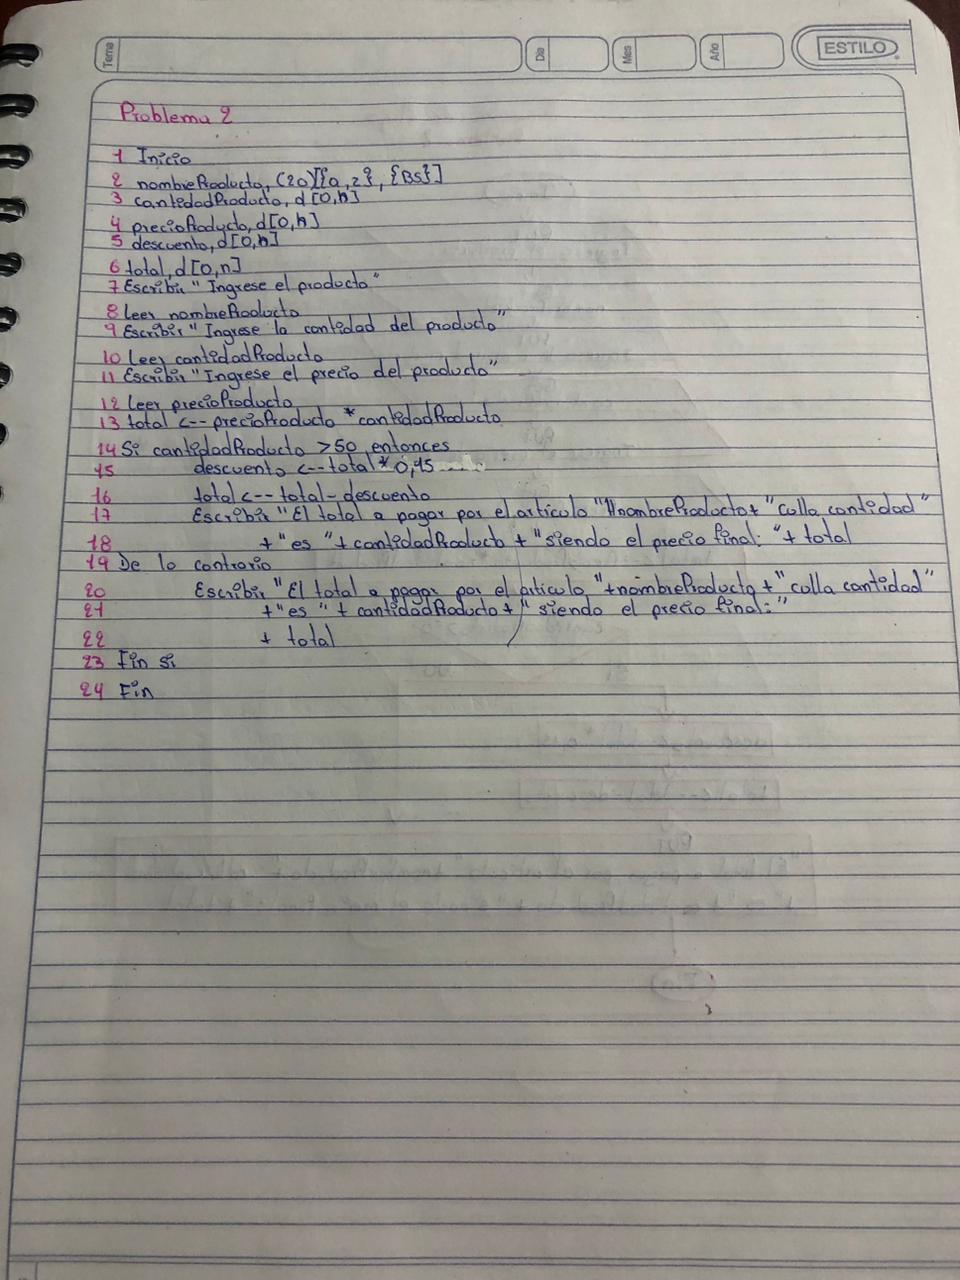 Tema
Dia
Mes
Año
ESTILO
Problema 2
1 Inicio
2 nombreProducto, (20)[{a,z}, {BS}]
3 cantidadProducto, d[0,n]
4 precioProducto, d[0,n]
5 descuento, d[0,n]
6 total, d[0,n]
7 Escribir "Ingrese el producto"
8 Leer nombreProducto
9 Escribir "Ingrese la cantidad del producto"
10 Leer cantidadProducto
11 Escribir "Ingrese el precio del producto"
12 Leer precioProducto
13 total <-- precioProducto * cantidadProducto
14 Si cantidadProducto >50 entonces
15 descuento <-- total * 0,15
16 total <-- total - descuento
17 Escribir "El total a pagar por el artículo "+nombreProducto+ "cuya cantidad"
18 + "es "+ cantidadProducto + "siendo el precio final: "+ total
19 De lo contrario
20 Escribir "El total a pagar por el artículo "+nombreProducto +" cuya cantidad"
21 +"es "+ cantidadProducto+ " siendo el precio final:"
22 + total
23 Fin si
24 Fin